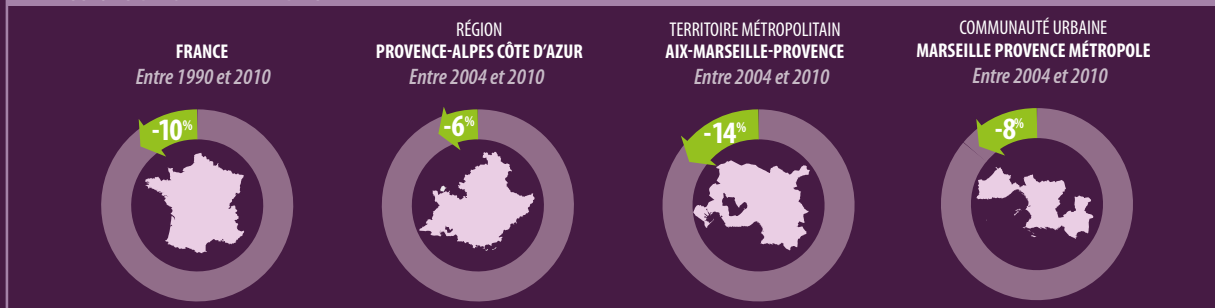 FRANCE
Entre 1990 et 2010
-10%
RÉGION
PROVENCE-ALPES CÔTE D'AZUR
Entre 2004 et 2010
-6%
TERRITOIRE MÉTROPOLITAIN
AIX-MARSEILLE-PROVENCE
Entre 2004 et 2010
-14%
COMMUNAUTÉ URBAINE
MARSEILLE PROVENCE MÉTROPOLE
Entre 2004 et 2010
-8%